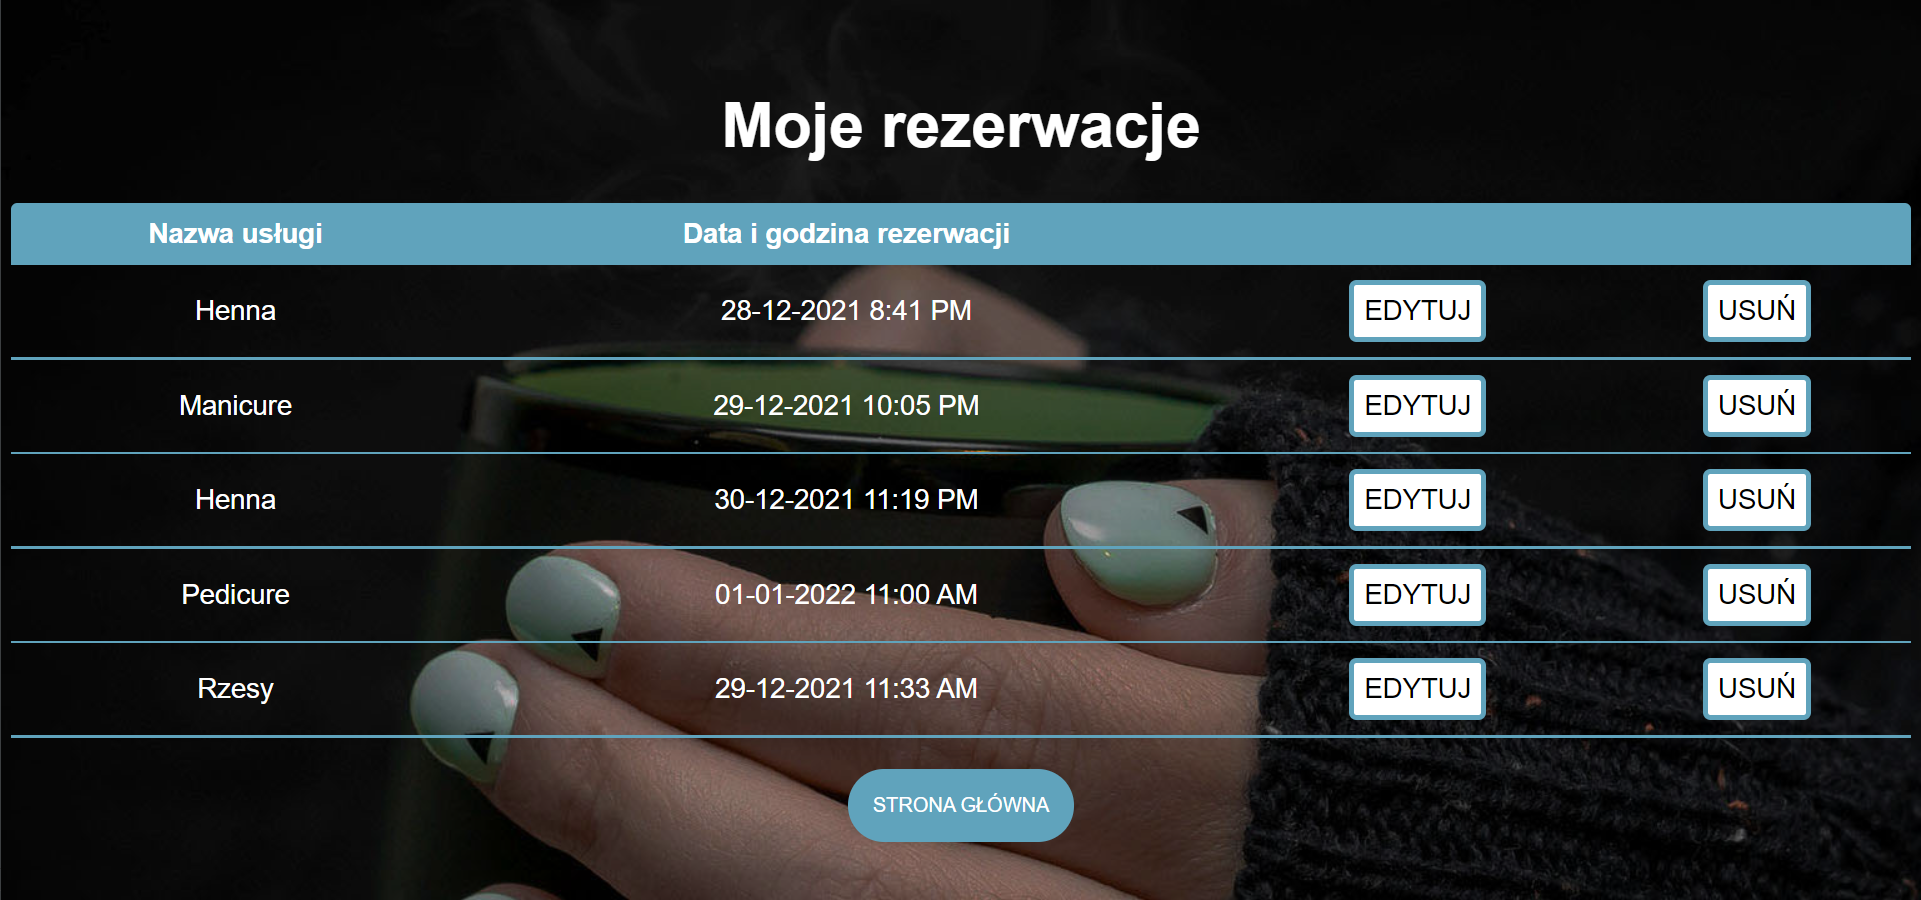 Moje rezerwacje
Nazwa usługi Data i godzina rezerwacji
Henna 28-12-2021 8:41 PM EDYTUJ USUŃ
Manicure 29-12-2021 10:05 PM EDYTUJ USUŃ
Henna 30-12-2021 11:19 PM EDYTUJ USUŃ
Pedicure 01-01-2022 11:00 AM EDYTUJ USUŃ
Rzesy 29-12-2021 11:33 AM EDYTUJ USUŃ
STRONA GŁÓWNA